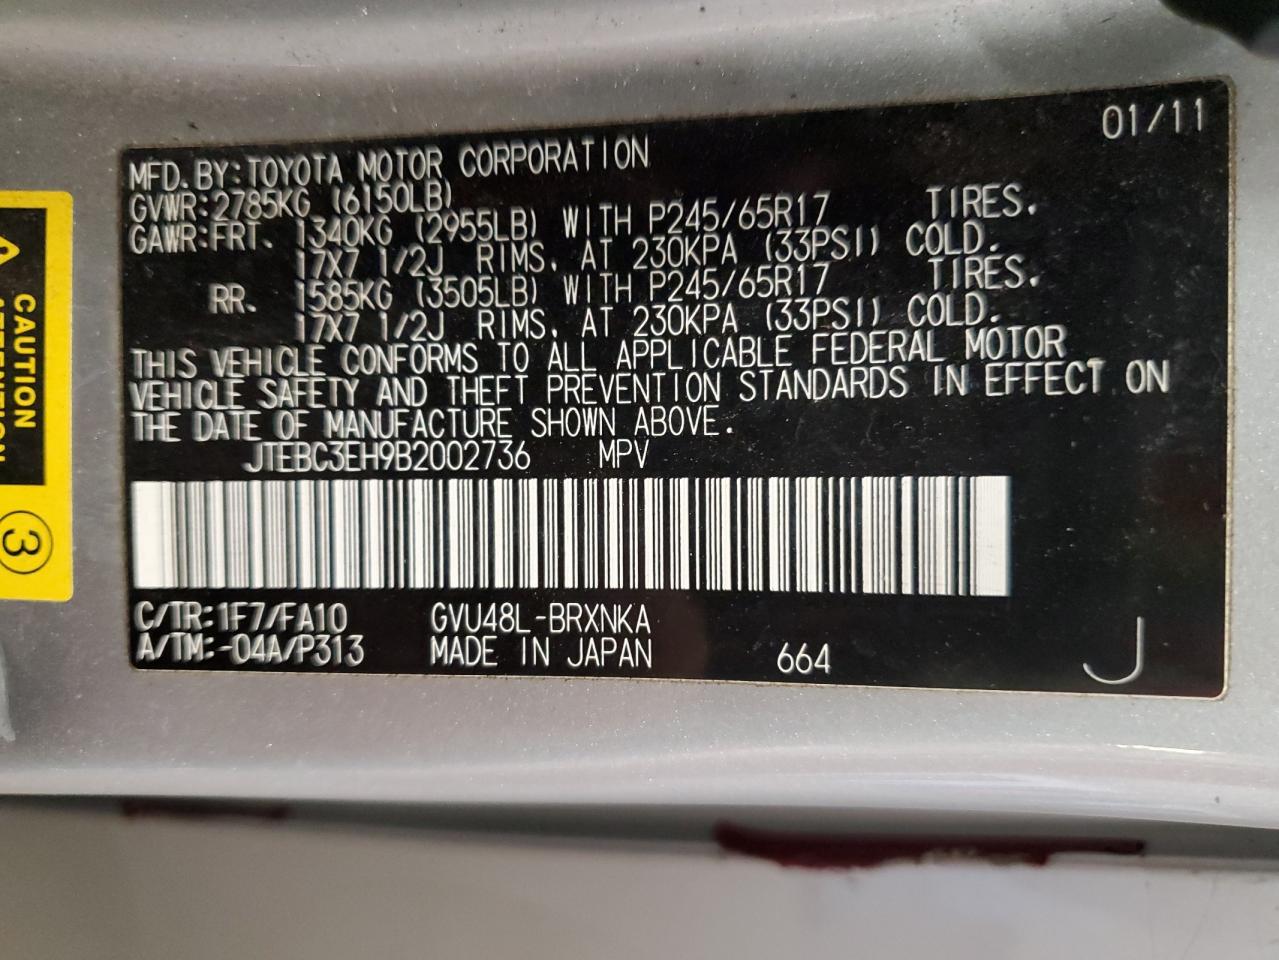 01/11
MFD. BY: TOYOTA MOTOR CORPORATION
GVWR: 2785KG (6150LB)
GAWR: FRT. 1340KG (2955LB) WITH P245/65R17 TIRES.
17X7 1/2J RIMS, AT 230KPA (33PSI) COLD.
RR. 1585KG (3505LB) WITH P245/65R17 TIRES.
17X7 1/2J RIMS, AT 230KPA (33PSI) COLD.
THIS VEHICLE CONFORMS TO ALL APPLICABLE FEDERAL MOTOR
VEHICLE SAFETY AND THEFT PREVENTION STANDARDS IN EFFECT ON
THE DATE OF MANUFACTURE SHOWN ABOVE.
JTEBC3EH9B2002736 MPV
C/TR: 1F7/FA10 GVU48L-BRXNKA
A/TM: -04A/P313 MADE IN JAPAN 664 J
CAUTION
ATTENTION
3